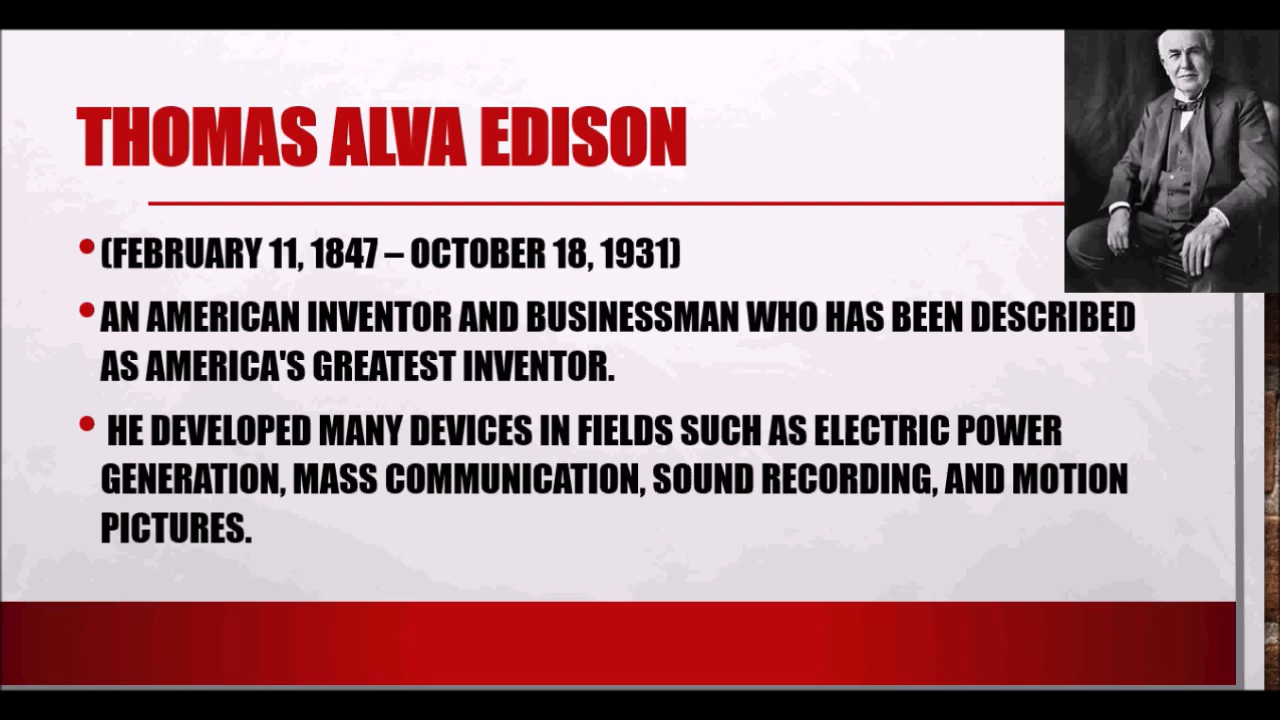 THOMAS ALVA EDISON
•(FEBRUARY 11, 1847 – OCTOBER 18, 1931)
•AN AMERICAN INVENTOR AND BUSINESSMAN WHO HAS BEEN DESCRIBED
AS AMERICA'S GREATEST INVENTOR.
• HE DEVELOPED MANY DEVICES IN FIELDS SUCH AS ELECTRIC POWER
GENERATION, MASS COMMUNICATION, SOUND RECORDING, AND MOTION
PICTURES.